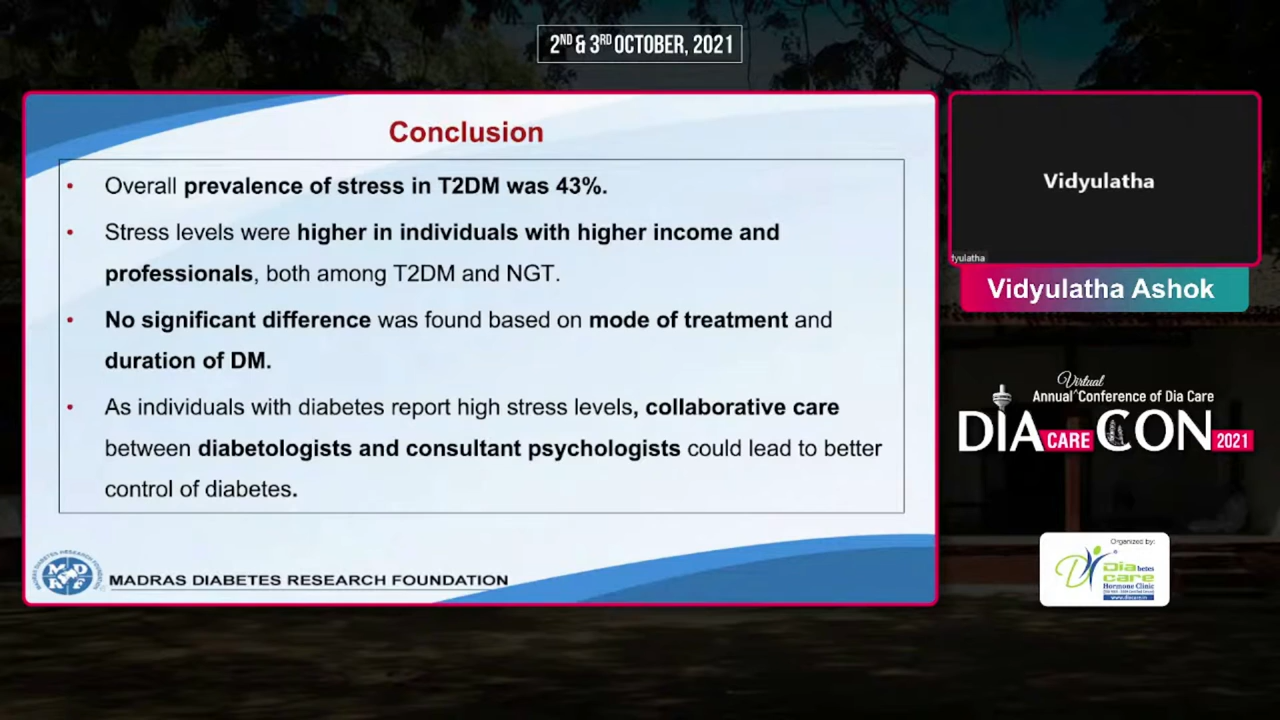 2ND & 3RD OCTOBER, 2021
Conclusion
• Overall prevalence of stress in T2DM was 43%.
• Stress levels were higher in individuals with higher income and
professionals, both among T2DM and NGT.
• No significant difference was found based on mode of treatment and
duration of DM.
• As individuals with diabetes report high stress levels, collaborative care
between diabetologists and consultant psychologists could lead to better
control of diabetes.
MADRAS DIABETES RESEARCH FOUNDATION
Vidyulatha
dyulatha
Vidyulatha Ashok
Virtual
Annual^Conference of Dia Care
DIA CARE CON 2021
Organized by:
Diabetes
care
Hormone Clinic